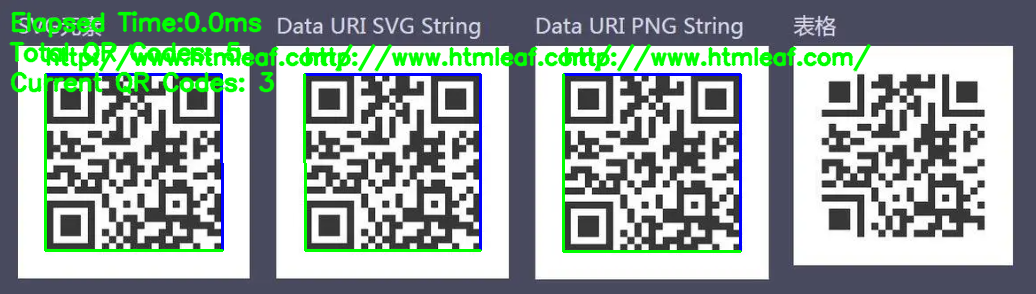 SVG元素
Data URI SVG String
Data URI PNG String
表格
Elapsed Time:0.0ms
Total QR Codes: 5
Current QR Codes: 3
http://www.htmleaf.com/
http://www.htmleaf.com/
http://www.htmleaf.com/